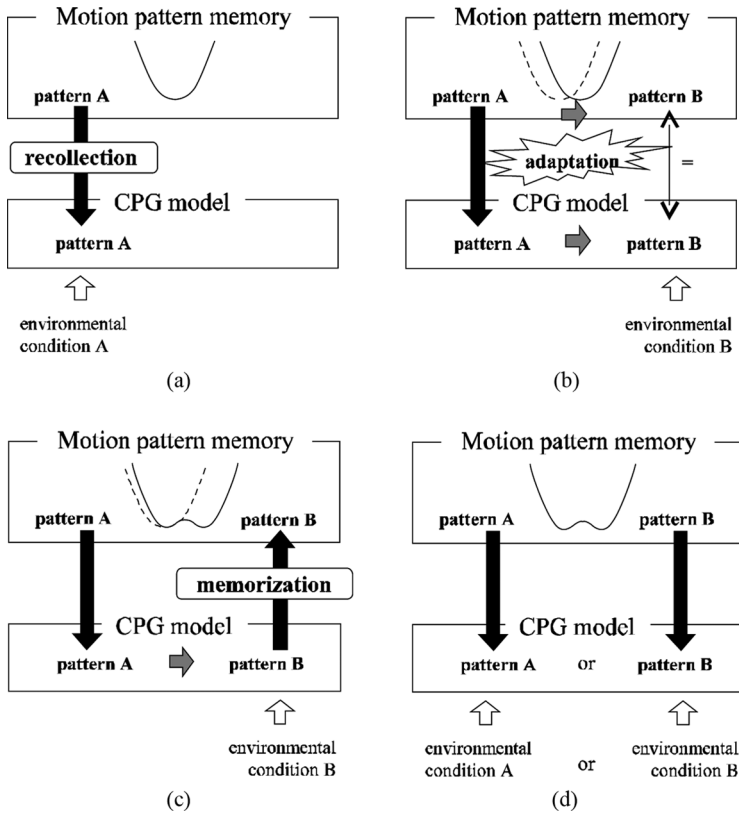 Motion pattern memory
pattern A
recollection
CPG model
pattern A
environmental
condition A
(a)
Motion pattern memory
pattern A
pattern B
adaptation
=
CPG model
pattern A
pattern B
environmental
condition B
(b)
Motion pattern memory
pattern A
pattern B
memorization
CPG model
pattern A
pattern B
environmental
condition B
(c)
Motion pattern memory
pattern A
pattern B
CPG model
pattern A or pattern B
environmental
condition A
or
environmental
condition B
(d)